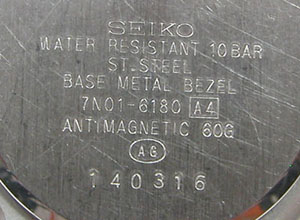 SEIKO
WATER RESISTANT 10BAR
ST.STEEL
BASE METAL BEZEL
7N01-6180 A4
ANTIMAGNETIC 60G
AG
140316